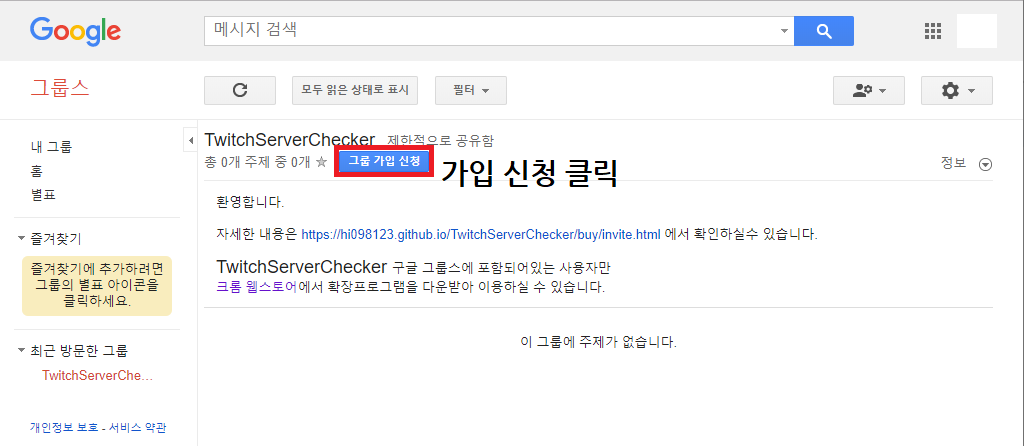 Google
메시지 검색
그룹스
모두 읽은 상태로 표시
필터
내 그룹
홈
별표
즐겨찾기
즐겨찾기에 추가하려면
그룹의 별표 아이콘을
클릭하세요.
최근 방문한 그룹
TwitchServerChe…
개인정보 보호 - 서비스 약관
TwitchServerChecker 제한적으로 공유함
총 0개 주제 중 0개
그룹 가입 신청
가입 신청 클릭
정보
환영합니다.
자세한 내용은 https://hi098123.github.io/TwitchServerChecker/buy/invite.html 에서 확인하실수 있습니다.
TwitchServerChecker 구글 그룹스에 포함되어있는 사용자만
크롬 웹스토어에서 확장프로그램을 다운받아 이용하실 수 있습니다.
이 그룹에 주제가 없습니다.